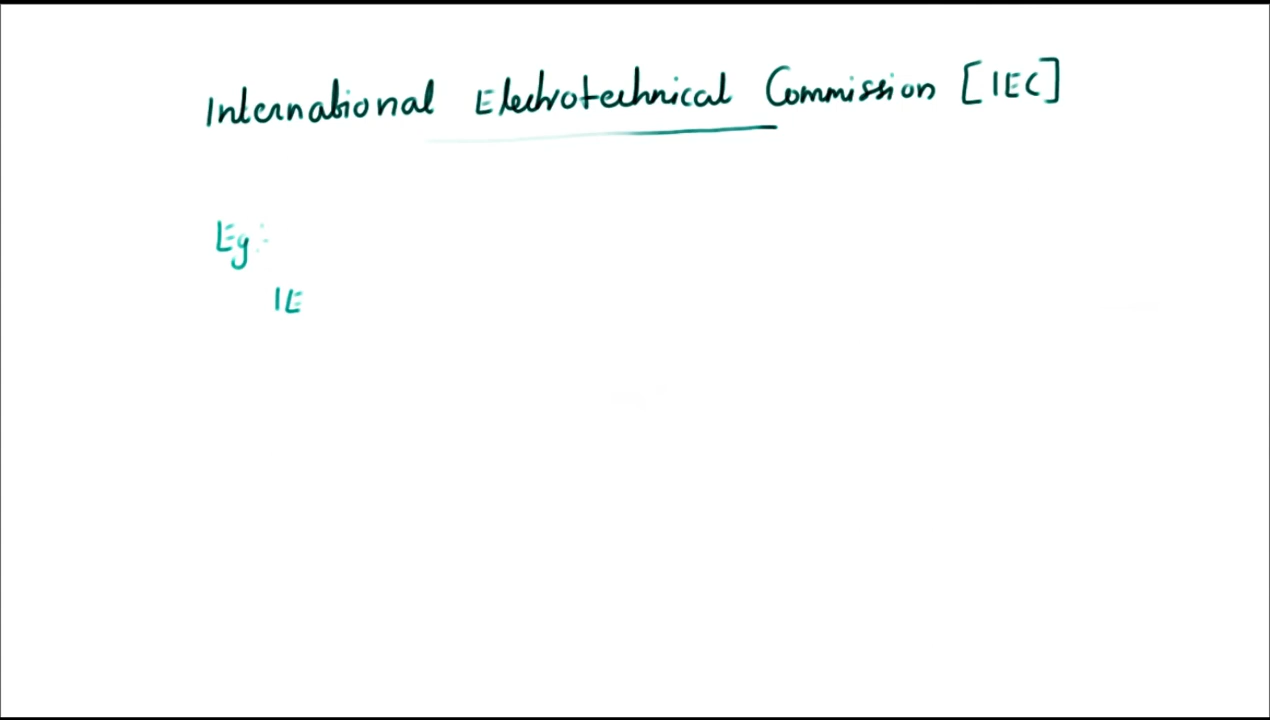 International Electrotechnical Commission [IEC]
Eg :-
IE